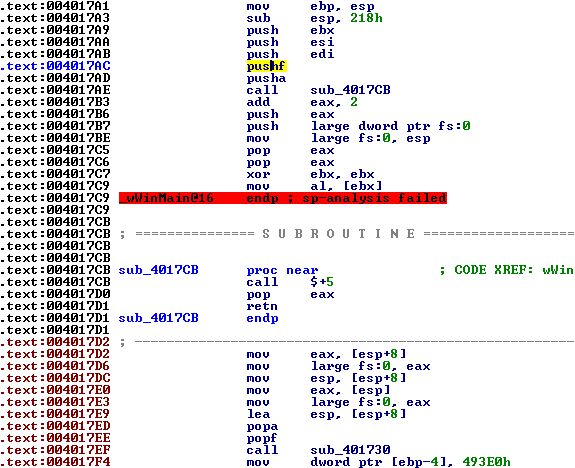 .text:004017A1 mov ebp, esp
.text:004017A3 sub esp, 218h
.text:004017A9 push ebx
.text:004017AA push esi
.text:004017AB push edi
.text:004017AC pushf
.text:004017AD pusha
.text:004017AE call sub_4017CB
.text:004017B3 add eax, 2
.text:004017B6 push eax
.text:004017B7 push large dword ptr fs:0
.text:004017BE mov large fs:0, esp
.text:004017C5 pop eax
.text:004017C6 pop eax
.text:004017C7 xor ebx, ebx
.text:004017C9 mov al, [ebx]
.text:004017C9 _wWinMain@16 endp ; sp-analysis failed
.text:004017C9
.text:004017CB
.text:004017CB ; =============== S U B R O U T I N E ===================
.text:004017CB
.text:004017CB
.text:004017CB sub_4017CB proc near ; CODE XREF: wWin
.text:004017CB call $+5
.text:004017D0 pop eax
.text:004017D1 retn
.text:004017D1 sub_4017CB endp
.text:004017D1
.text:004017D2 ; ---------------------------------------------------------
.text:004017D2 mov eax, [esp+8]
.text:004017D6 mov large fs:0, eax
.text:004017DC mov esp, [esp+8]
.text:004017E0 mov eax, [esp]
.text:004017E3 mov large fs:0, eax
.text:004017E9 lea esp, [esp+8]
.text:004017ED popa
.text:004017EE popf
.text:004017EF call sub_401730
.text:004017F4 mov dword ptr [ebp-4], 493E0h